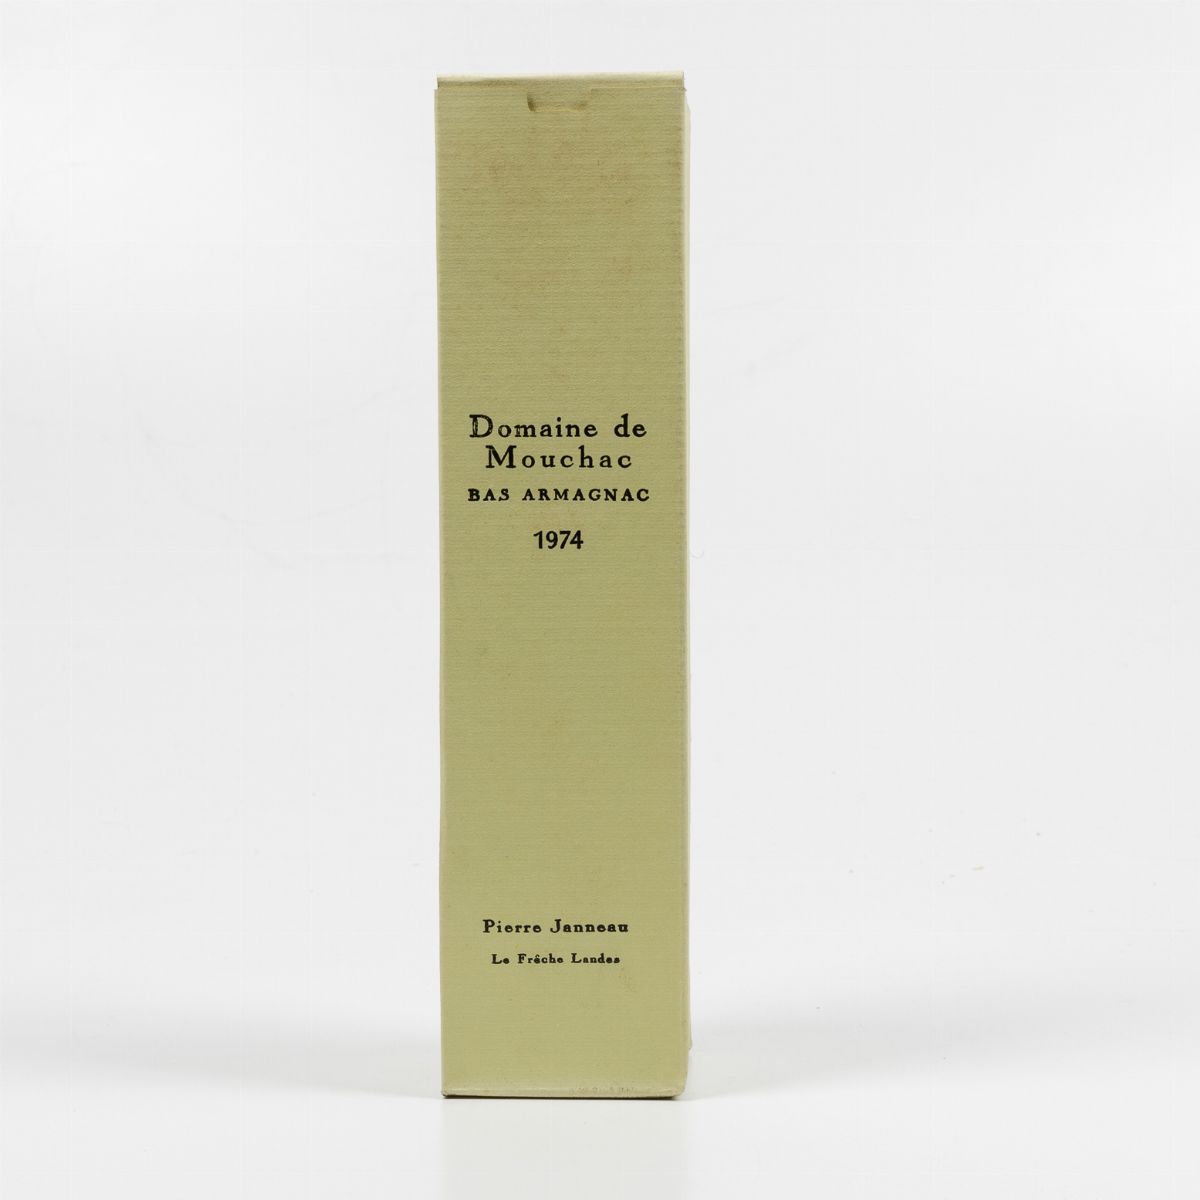 Domaine de
Mouchac
BAS ARMAGNAC
1974
Pierre Janneau
Le Frêche Landes